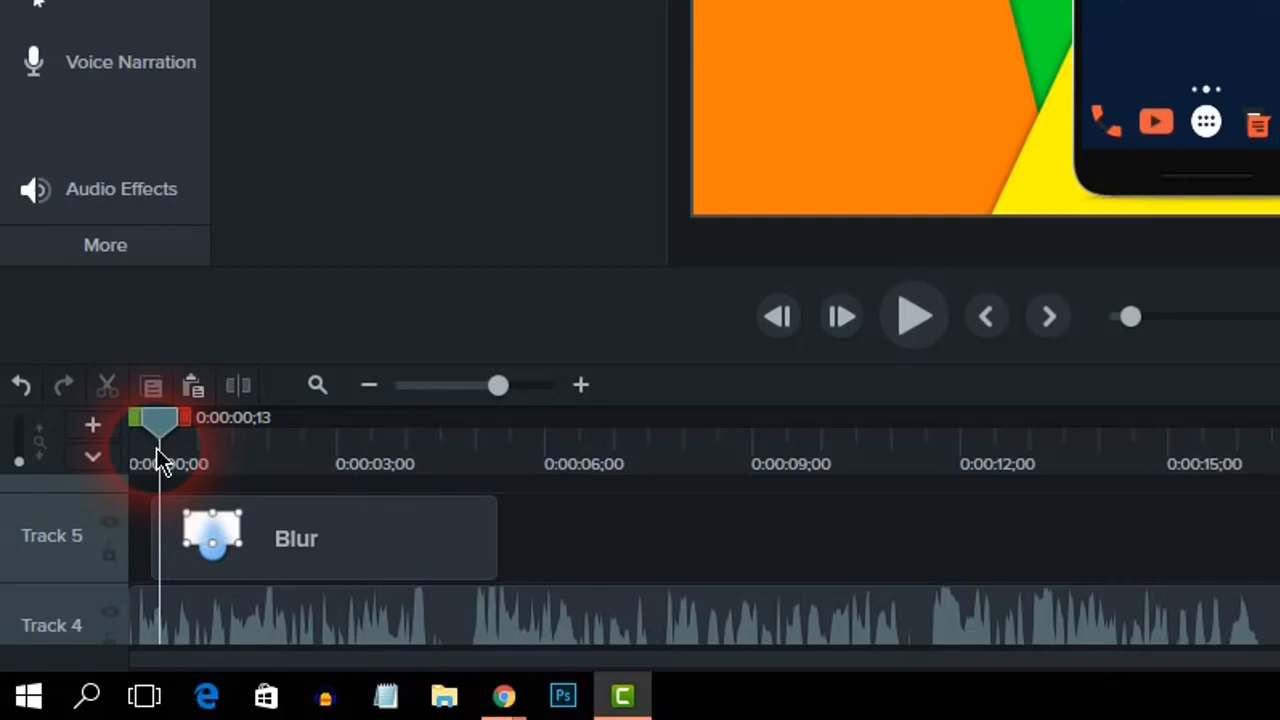 Voice Narration
Audio Effects
More
0:00:00;13
0:00:03;00
0:00:06;00
0:00:09;00
0:00:12;00
0:00:15;00
Track 5
Blur
Track 4
Ps